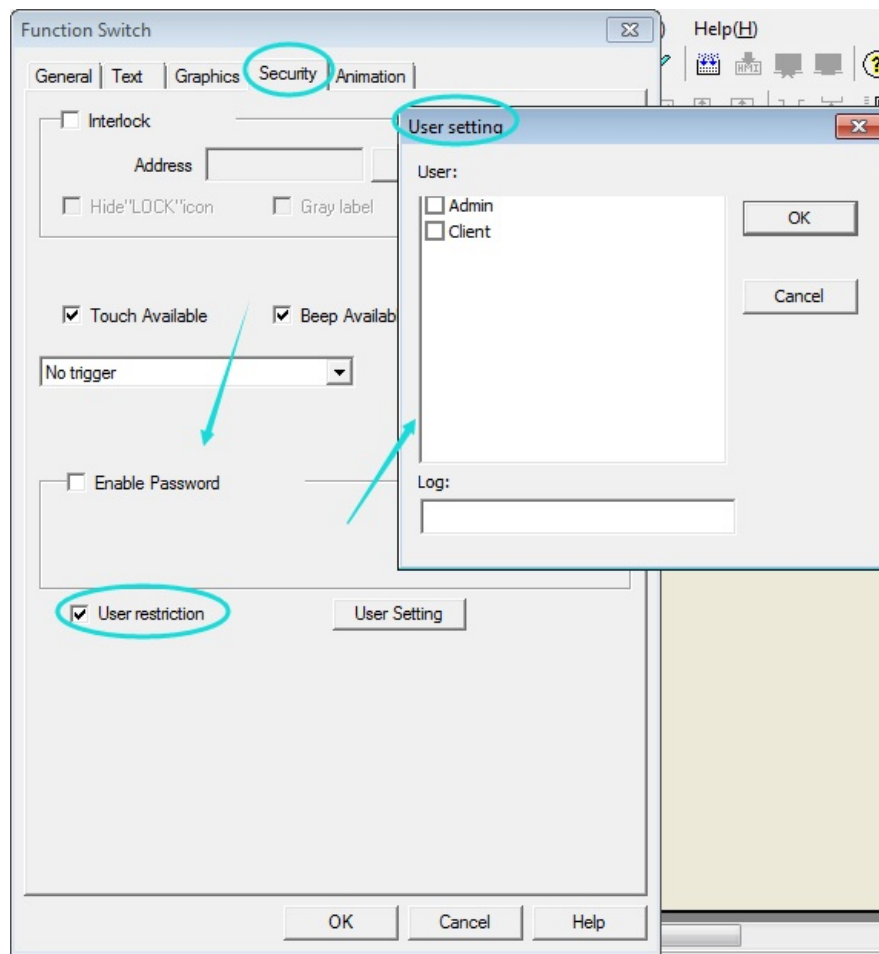 Function Switch
) Help(H)
General Text Graphics Security Animation
HMI
Interlock
Address
Hide"LOCK"icon Gray label
Touch Available Beep Availab
No trigger
Enable Password
User restriction User Setting
OK Cancel Help
User setting
User:
Admin
Client
OK
Cancel
Log: